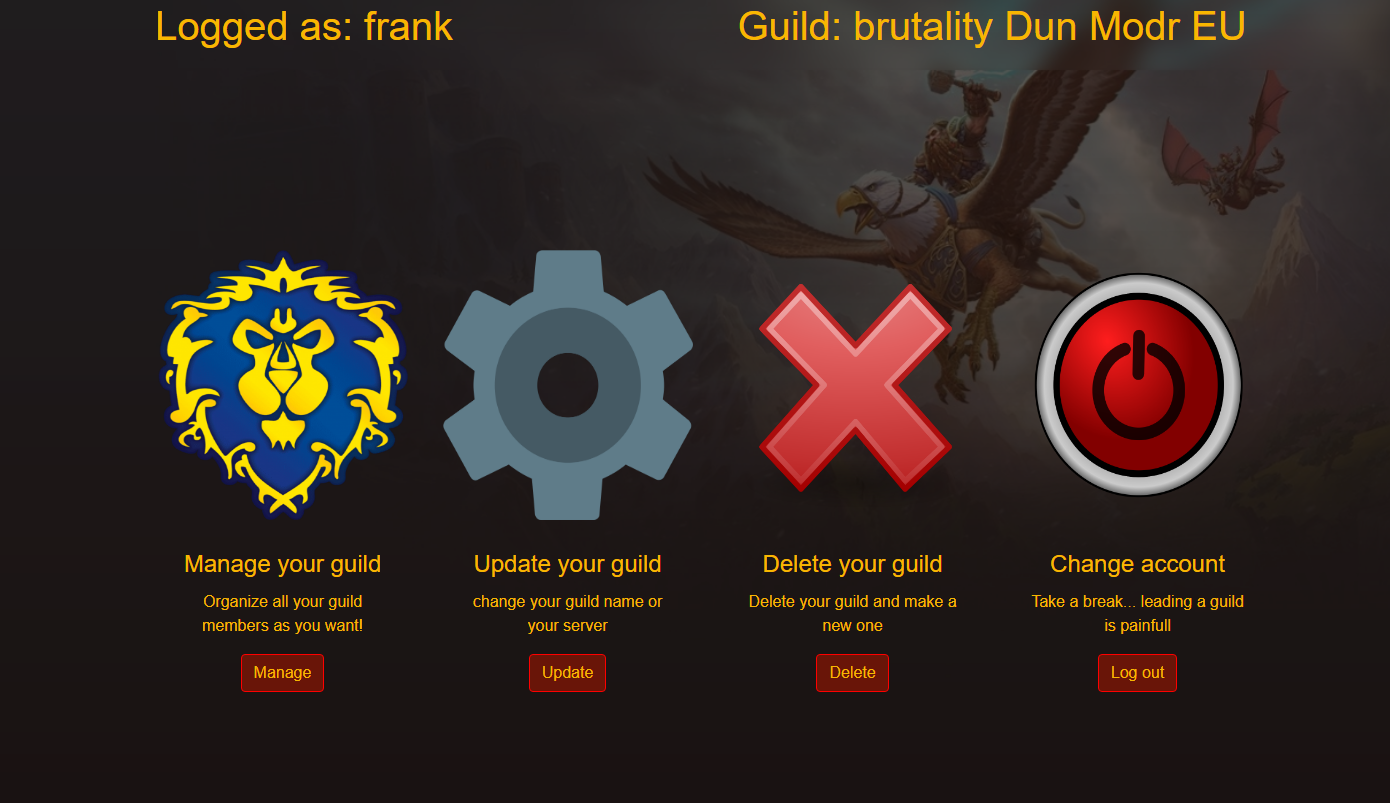 Logged as: frank
Guild: brutality Dun Modr EU
Manage your guild
Organize all your guild
members as you want!
Manage
Update your guild
change your guild name or
your server
Update
Delete your guild
Delete your guild and make a
new one
Delete
Change account
Take a break... leading a guild
is painfull
Log out